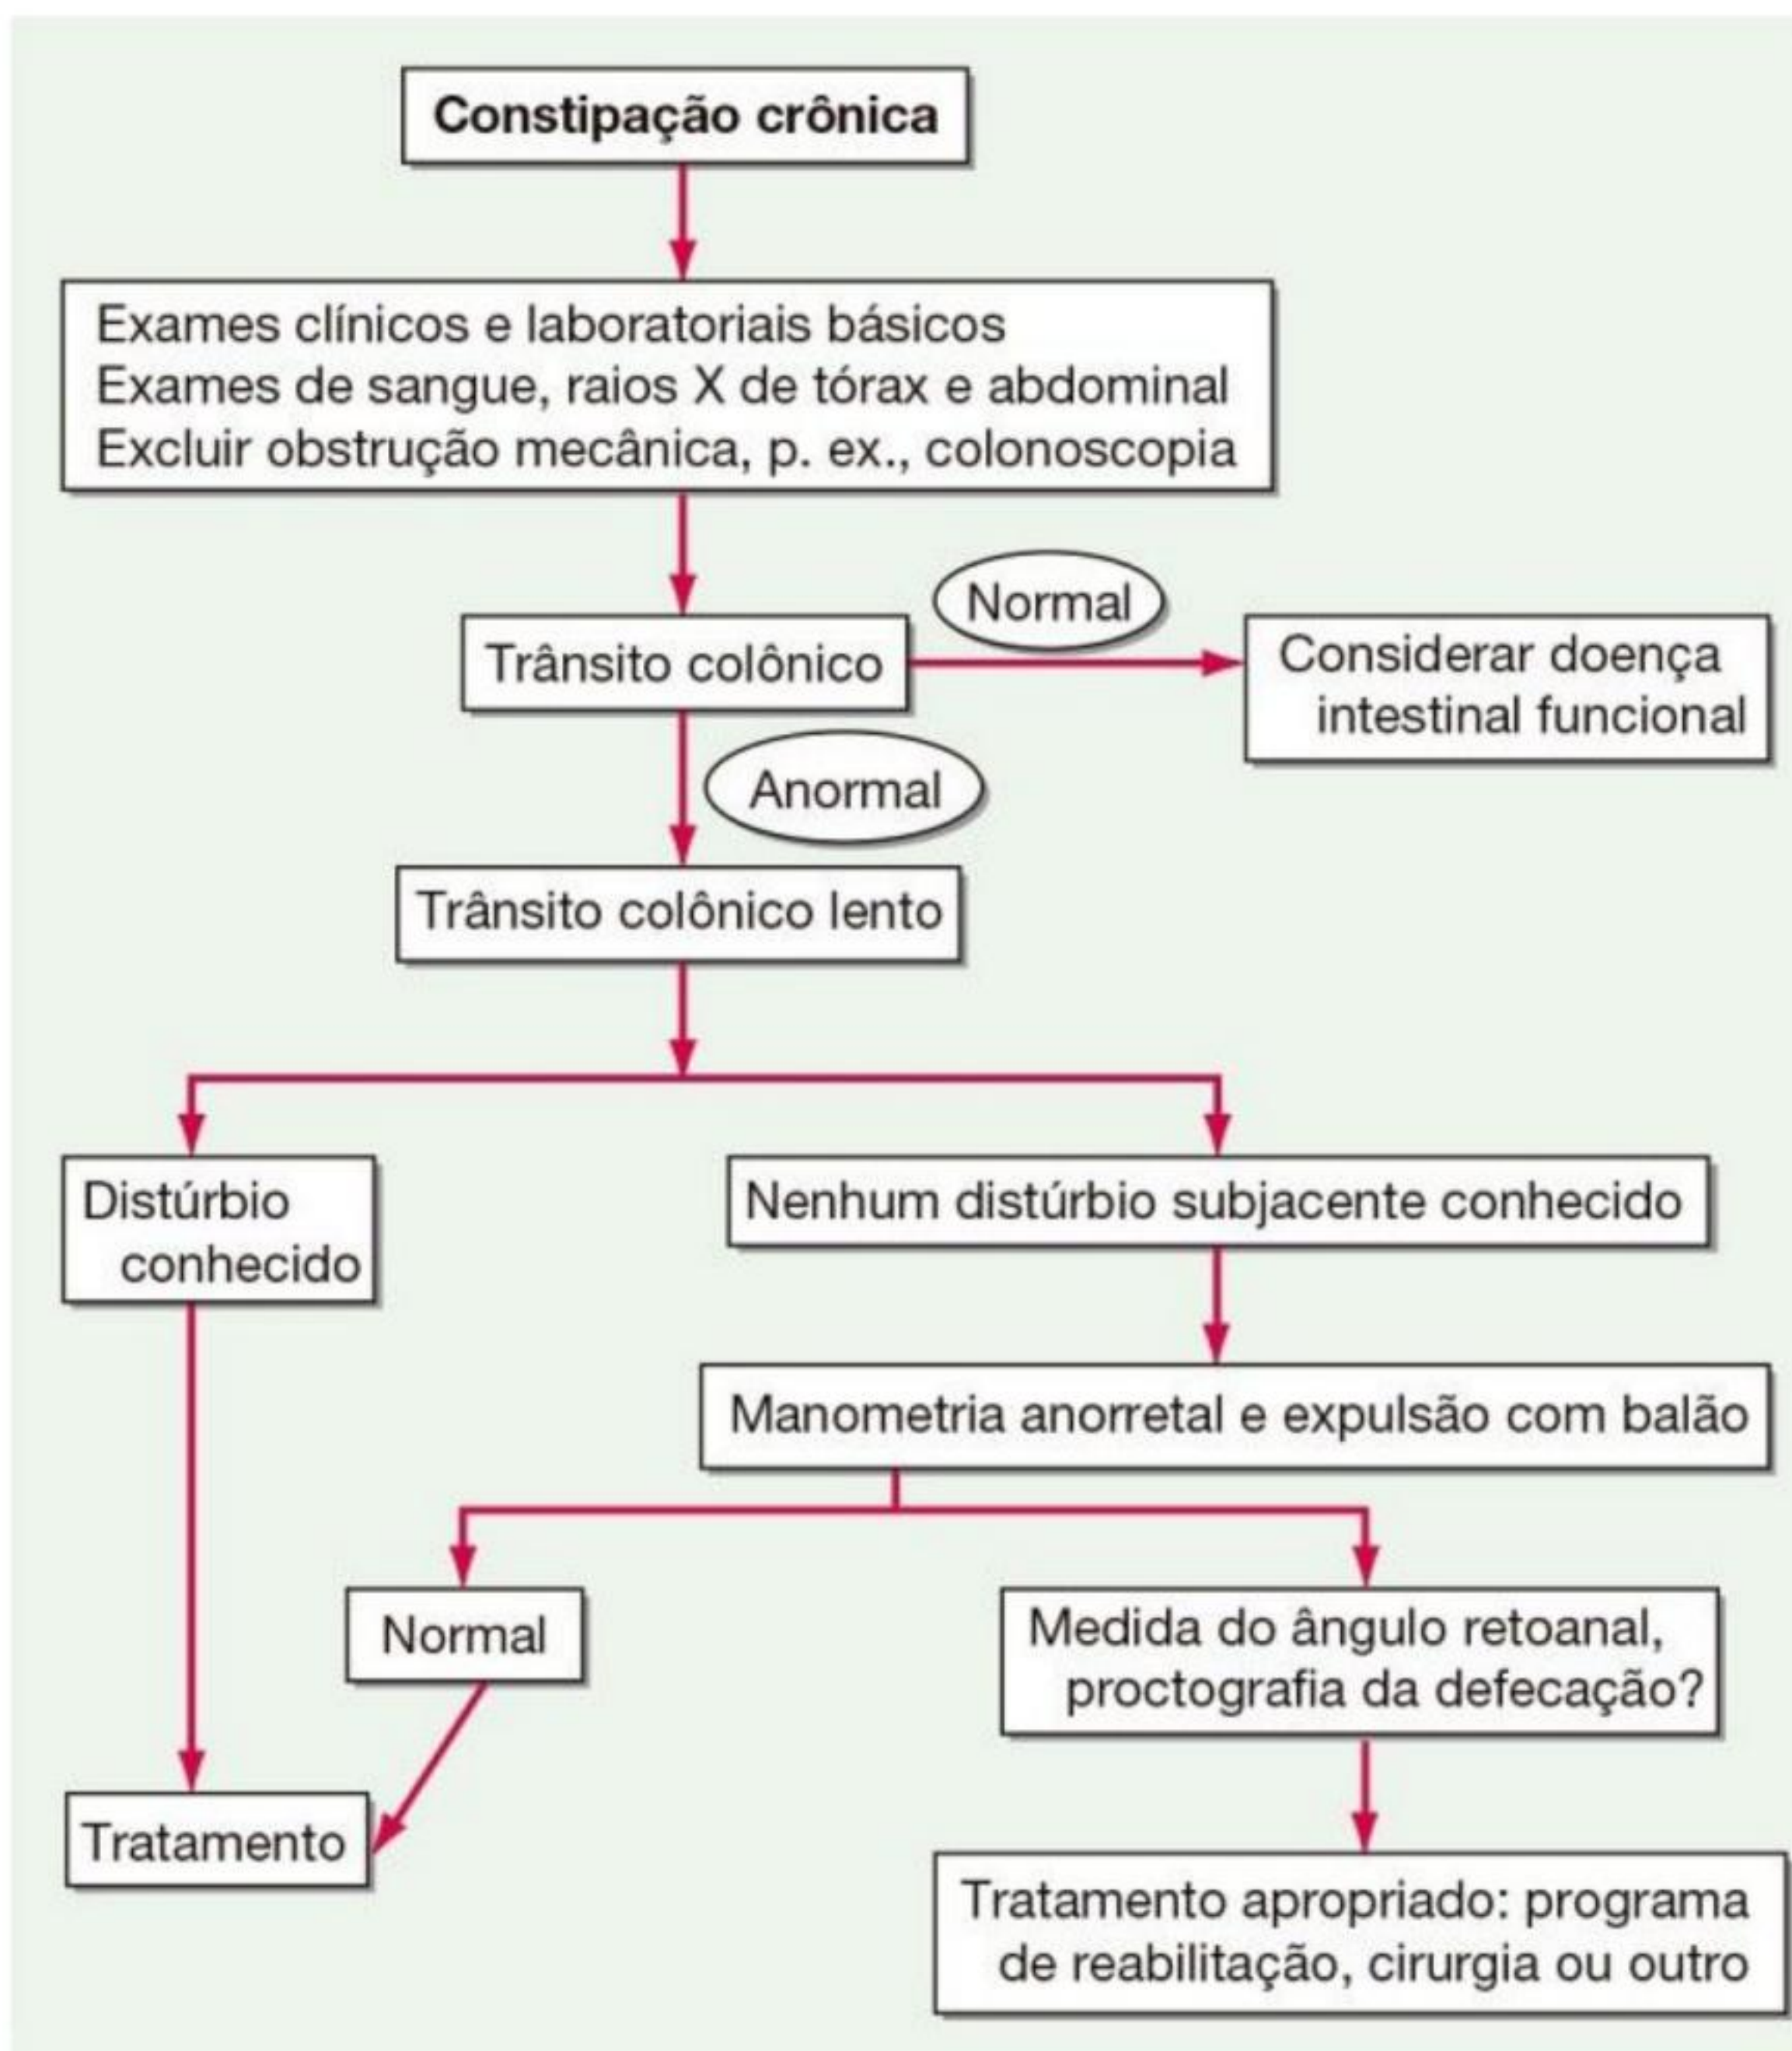 Constipação crônica
Exames clínicos e laboratoriais básicos
Exames de sangue, raios X de tórax e abdominal
Excluir obstrução mecânica, p. ex., colonoscopia
Normal
Trânsito colônico
Considerar doença
intestinal funcional
Anormal
Trânsito colônico lento
Distúrbio
conhecido
Nenhum distúrbio subjacente conhecido
Manometria anorretal e expulsão com balão
Normal
Medida do ângulo retoanal,
proctografia da defecação?
Tratamento
Tratamento apropriado: programa
de reabilitação, cirurgia ou outro